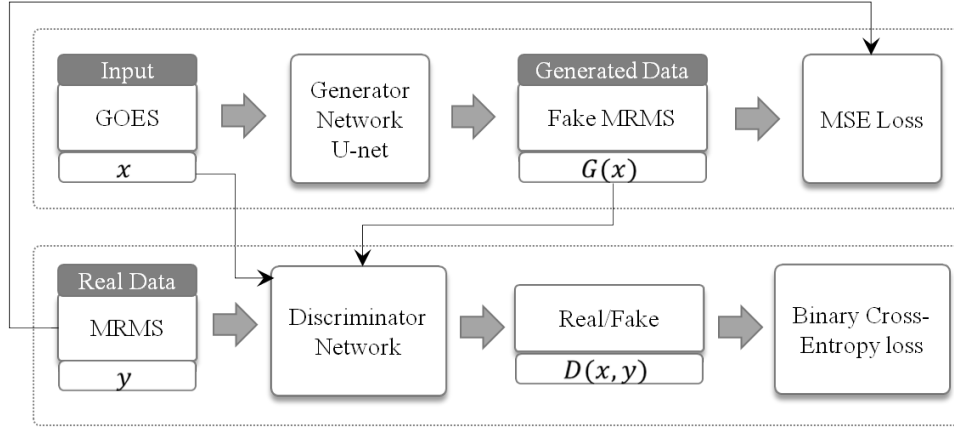 Input
GOES
x
Generator
Network
U-net
Generated Data
Fake MRMS
G(x)
MSE Loss
Real Data
MRMS
y
Discriminator
Network
Real/Fake
D(x, y)
Binary Cross-
Entropy loss